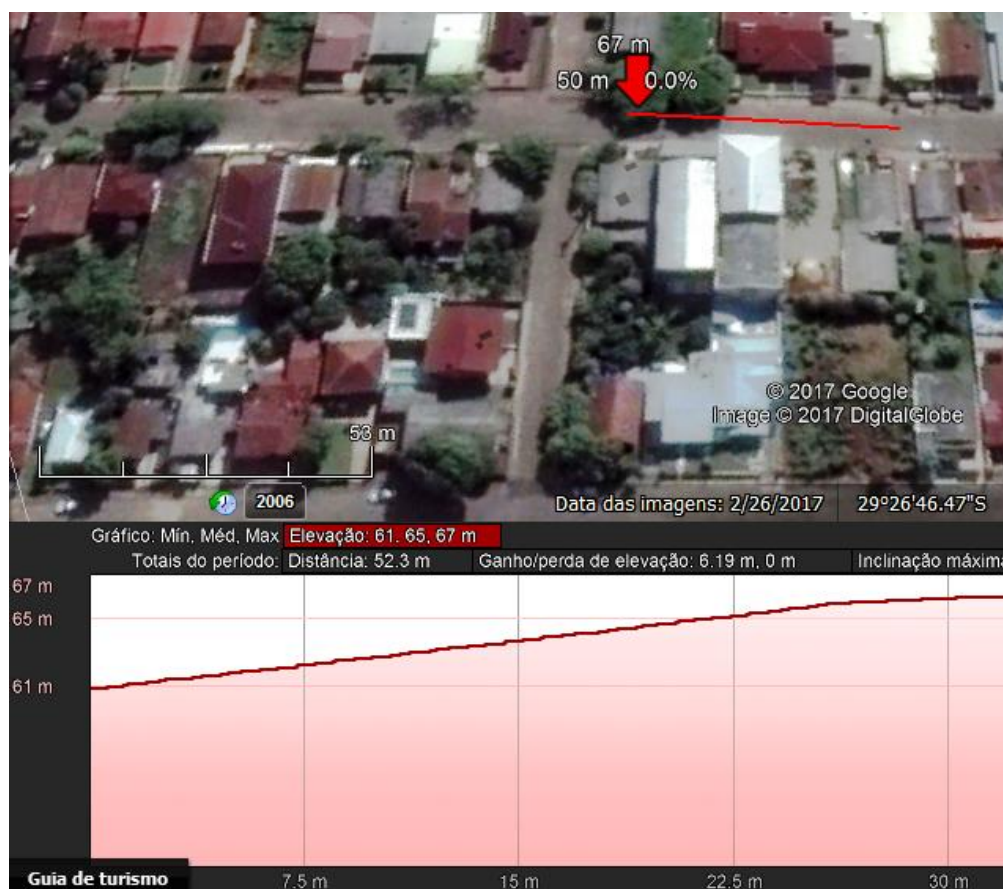 67 m
50 m 0.0%
© 2017 Google
Image © 2017 DigitalGlobe
53 m
2006
Data das imagens: 2/26/2017 29°26'46.47"S
Gráfico: Mín, Méd, Max Elevação: 61. 65, 67 m
Totais do período: Distância: 52.3 m Ganho/perda de elevação: 6.19 m, 0 m Inclinação máxima
67 m
65 m
61 m
Guia de turismo 7.5 m 15 m 22.5 m 30 m